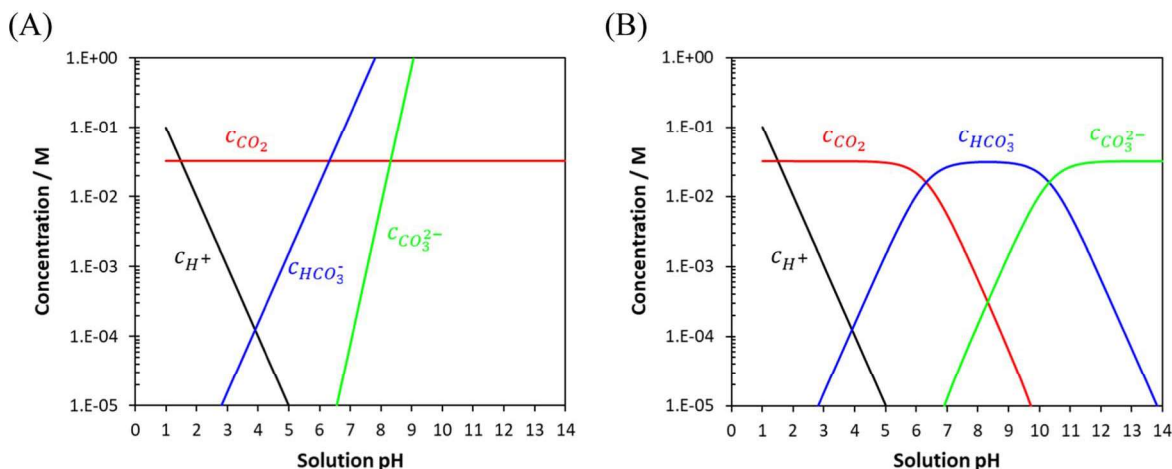 (A)
1.E+00
1.E-01
1.E-02
1.E-03
1.E-04
1.E-05
0 1 2 3 4 5 6 7 8 9 10 11 12 13 14
Concentration / M
Solution pH
c_{CO_2}
c_{H^+}
c_{HCO_3^-}
c_{CO_3^{2-}}
(B)
1.E+00
1.E-01
1.E-02
1.E-03
1.E-04
1.E-05
0 1 2 3 4 5 6 7 8 9 10 11 12 13 14
Concentration / M
Solution pH
c_{CO_2}
c_{HCO_3^-}
c_{CO_3^{2-}}
c_{H^+}